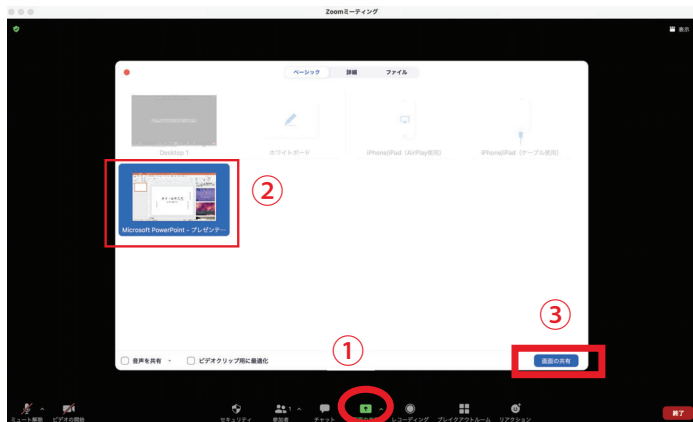 Zoomミーティング
表示
ベーシック 詳細 ファイル
Desktop 1 ホワイトボード iPhone/iPad（AirPlay使用） iPhone/iPad（ケーブル使用）
②
Microsoft PowerPoint – プレゼンテ…
③
①
音声を共有 ビデオクリップ用に最適化 画面の共有
ミュート解除 ビデオの開始 セキュリティ 参加者 1 チャット レコーディング ブレイクアウトルーム リアクション 終了